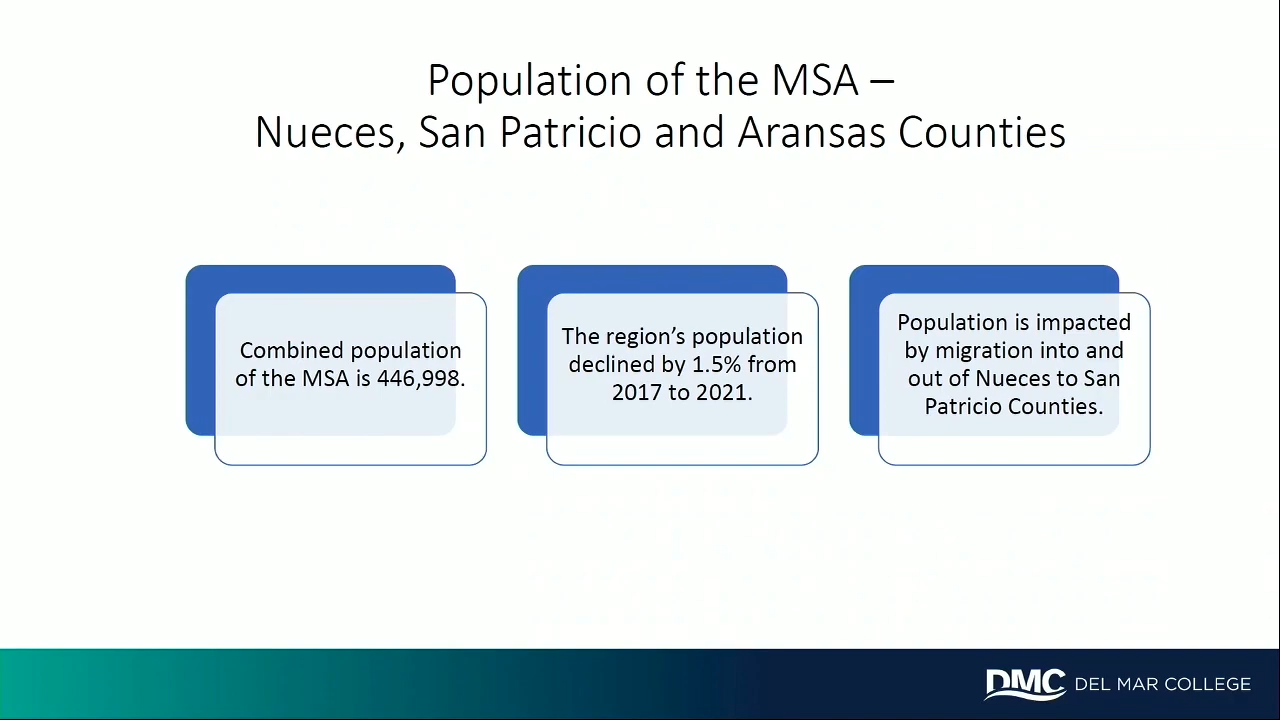 Population of the MSA –
Nueces, San Patricio and Aransas Counties
Combined population
of the MSA is 446,998.
The region’s population
declined by 1.5% from
2017 to 2021.
Population is impacted
by migration into and
out of Nueces to San
Patricio Counties.
DMC DEL MAR COLLEGE